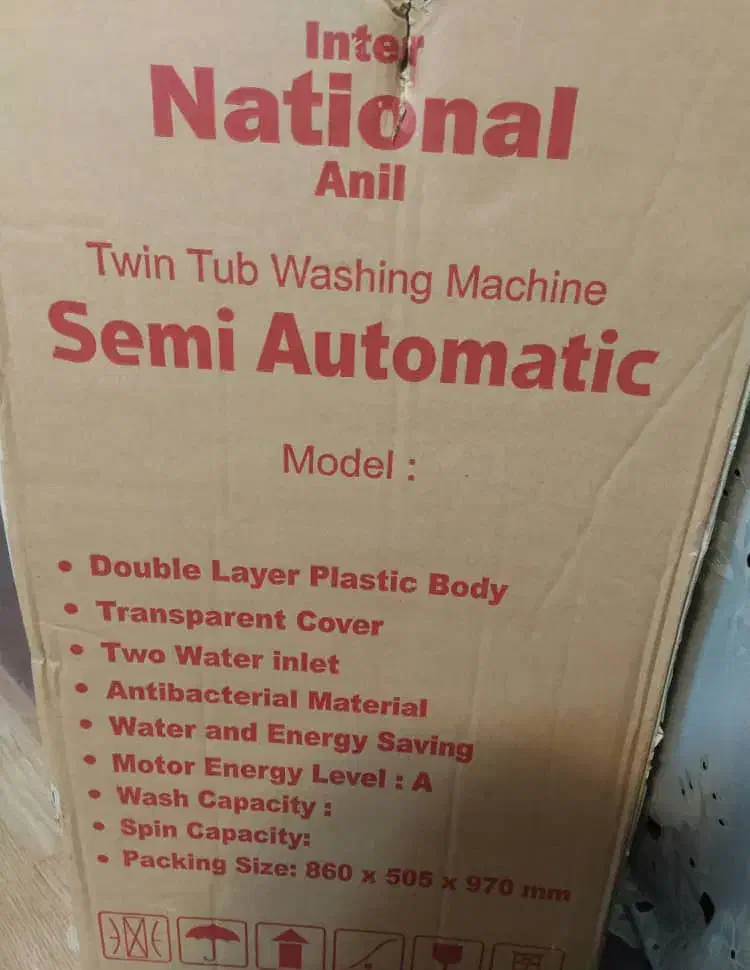 Inter
National
Anil
Twin Tub Washing Machine
Semi Automatic
Model :
• Double Layer Plastic Body
• Transparent Cover
• Two Water inlet
• Antibacterial Material
• Water and Energy Saving
• Motor Energy Level : A
• Wash Capacity :
• Spin Capacity:
• Packing Size: 860 x 505 x 970 mm